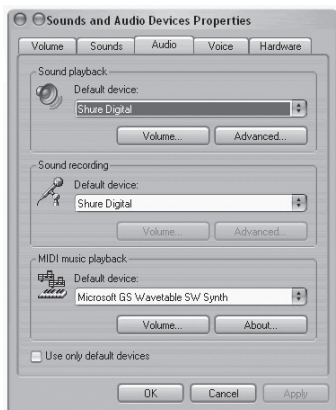 Sounds and Audio Devices Properties
Volume Sounds Audio Voice Hardware
Sound playback
Default device:
Shure Digital
Volume... Advanced...
Sound recording
Default device:
Shure Digital
Volume... Advanced...
MIDI music playback
Default device:
Microsoft GS Wavetable SW Synth
Volume... About...
Use only default devices
OK Cancel Apply